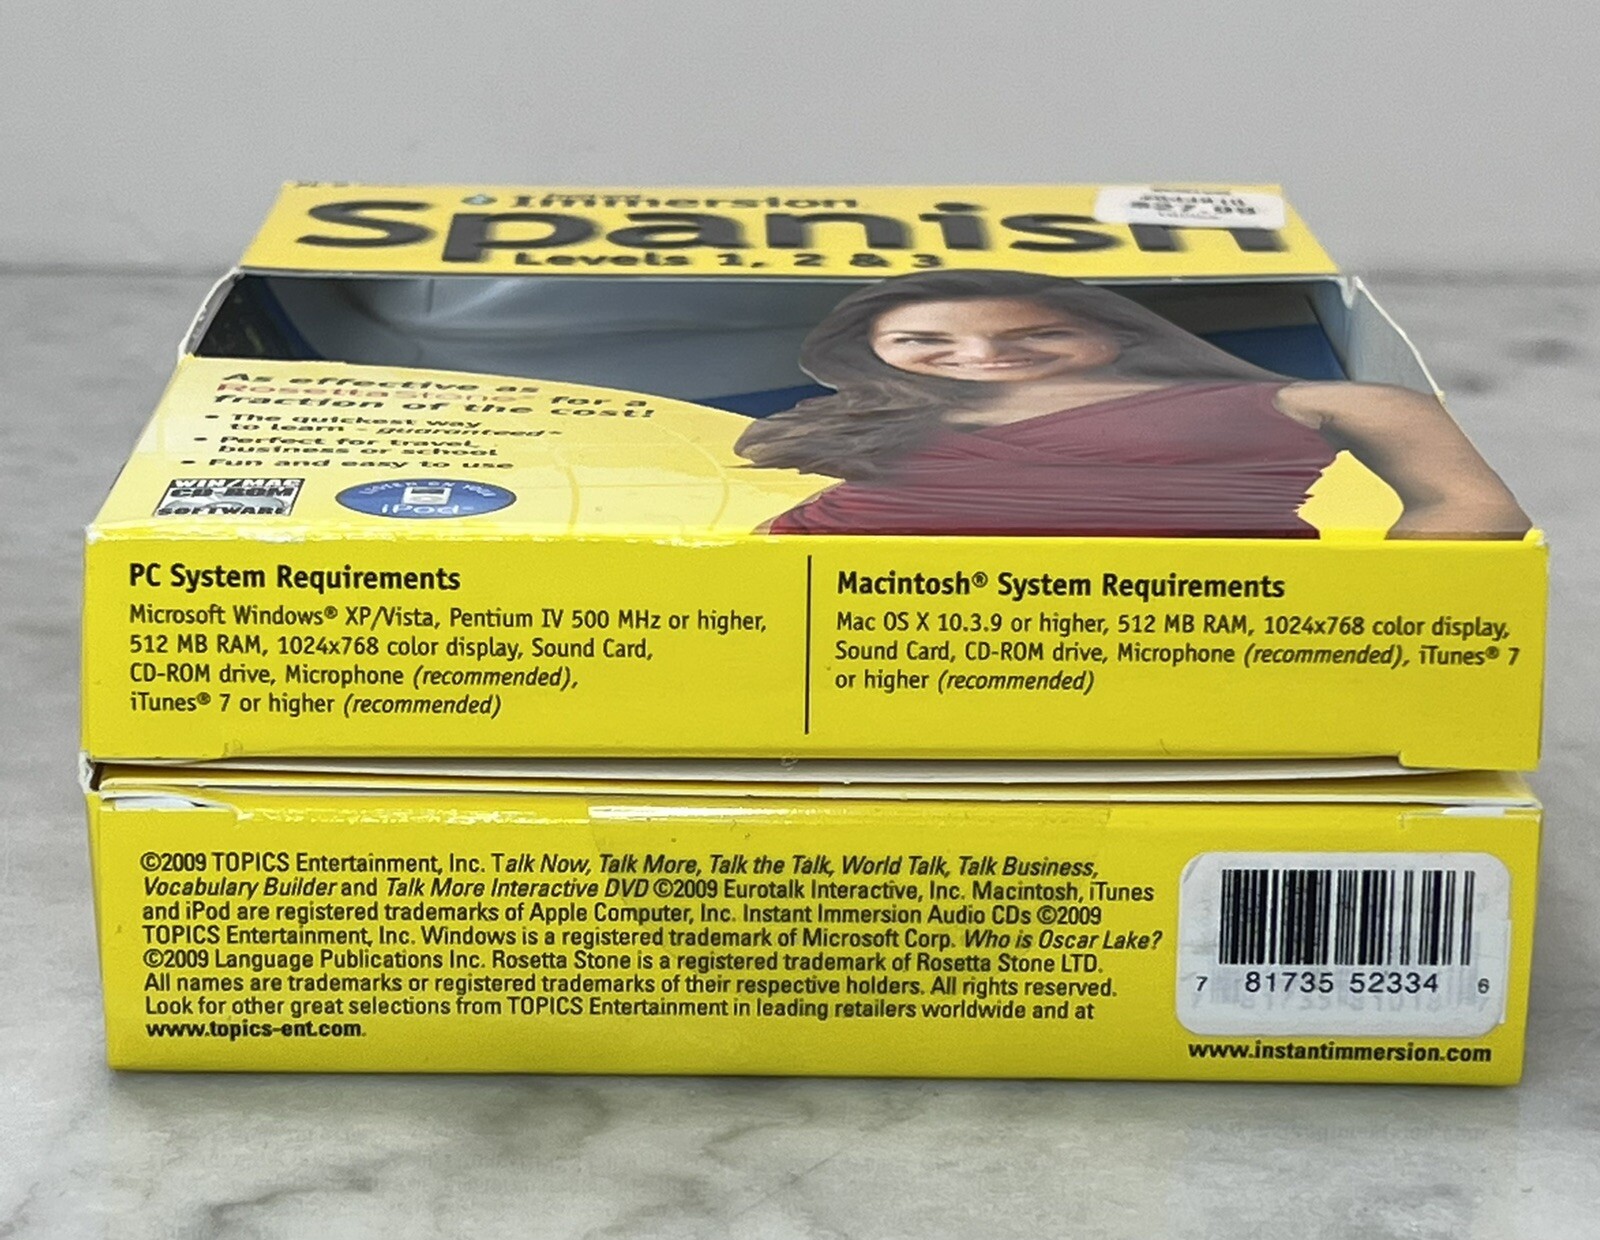 Immersion
Spanish
Levels 1, 2 & 3
$27.99
As effective as
RosettaStone for a
fraction of the cost!
• The quickest way
to learn - guaranteed*
• Perfect for travel,
business or school
• Fun and easy to use
WIN/MAC
CD-ROM
SOFTWARE
LISTEN ON YOUR
iPod
PC System Requirements
Microsoft Windows® XP/Vista, Pentium IV 500 MHz or higher,
512 MB RAM, 1024x768 color display, Sound Card,
CD-ROM drive, Microphone (recommended),
iTunes® 7 or higher (recommended)
Macintosh® System Requirements
Mac OS X 10.3.9 or higher, 512 MB RAM, 1024x768 color display,
Sound Card, CD-ROM drive, Microphone (recommended), iTunes® 7
or higher (recommended)
©2009 TOPICS Entertainment, Inc. Talk Now, Talk More, Talk the Talk, World Talk, Talk Business,
Vocabulary Builder and Talk More Interactive DVD ©2009 Eurotalk Interactive, Inc. Macintosh, iTunes
and iPod are registered trademarks of Apple Computer, Inc. Instant Immersion Audio CDs ©2009
TOPICS Entertainment, Inc. Windows is a registered trademark of Microsoft Corp. Who is Oscar Lake?
©2009 Language Publications Inc. Rosetta Stone is a registered trademark of Rosetta Stone LTD.
All names are trademarks or registered trademarks of their respective holders. All rights reserved.
Look for other great selections from TOPICS Entertainment in leading retailers worldwide and at
www.topics-ent.com.
7 81735 52334 6
www.instantimmersion.com